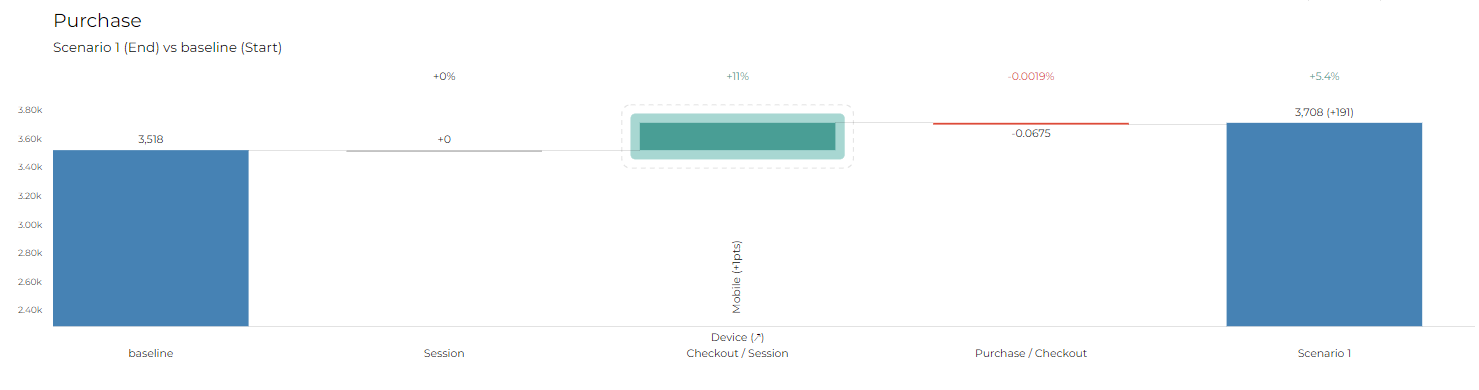 Purchase
Scenario 1 (End) vs baseline (Start)
+0%
+11%
-0.0019%
+5.4%
3.80k
3.60k
3.40k
3.20k
3.00k
2.80k
2.60k
2.40k
3,518
+0
-0.0675
3,708 (+191)
Mobile (+1pts)
Device (↗)
baseline
Session
Checkout / Session
Purchase / Checkout
Scenario 1